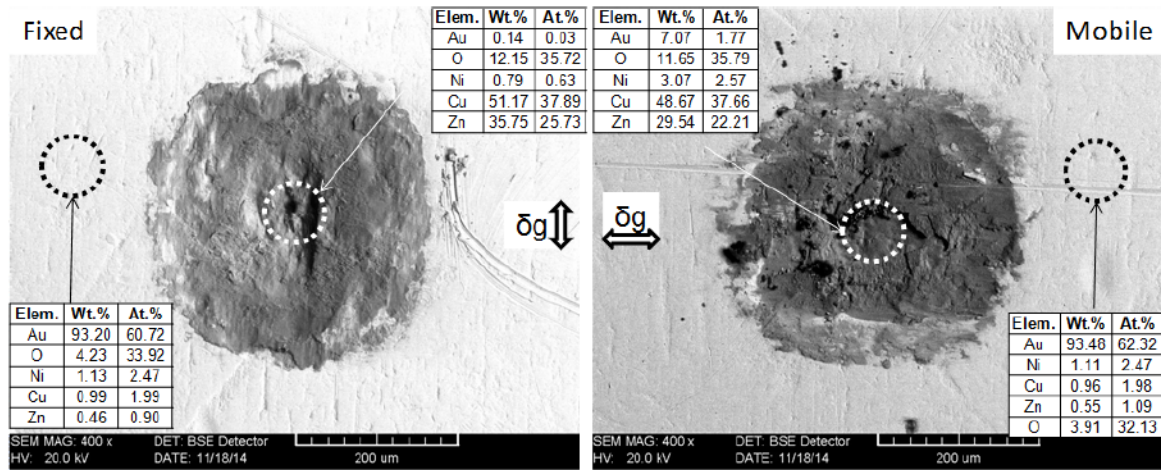 Fixed
Elem. Wt.% At.%
Au 0.14 0.03
O 12.15 35.72
Ni 0.79 0.63
Cu 51.17 37.89
Zn 35.75 25.73
δg
Elem. Wt.% At.%
Au 93.20 60.72
O 4.23 33.92
Ni 1.13 2.47
Cu 0.99 1.99
Zn 0.46 0.90
SEM MAG: 400 x DET: BSE Detector
HV: 20.0 kV DATE: 11/18/14 200 um
Elem. Wt.% At.%
Au 7.07 1.77
O 11.65 35.79
Ni 3.07 2.57
Cu 48.67 37.66
Zn 29.54 22.21
Mobile
δg
Elem. Wt.% At.%
Au 93.48 62.32
Ni 1.11 2.47
Cu 0.96 1.98
Zn 0.55 1.09
O 3.91 32.13
SEM MAG: 400 x DET: BSE Detector
HV: 20.0 kV DATE: 11/18/14 200 um